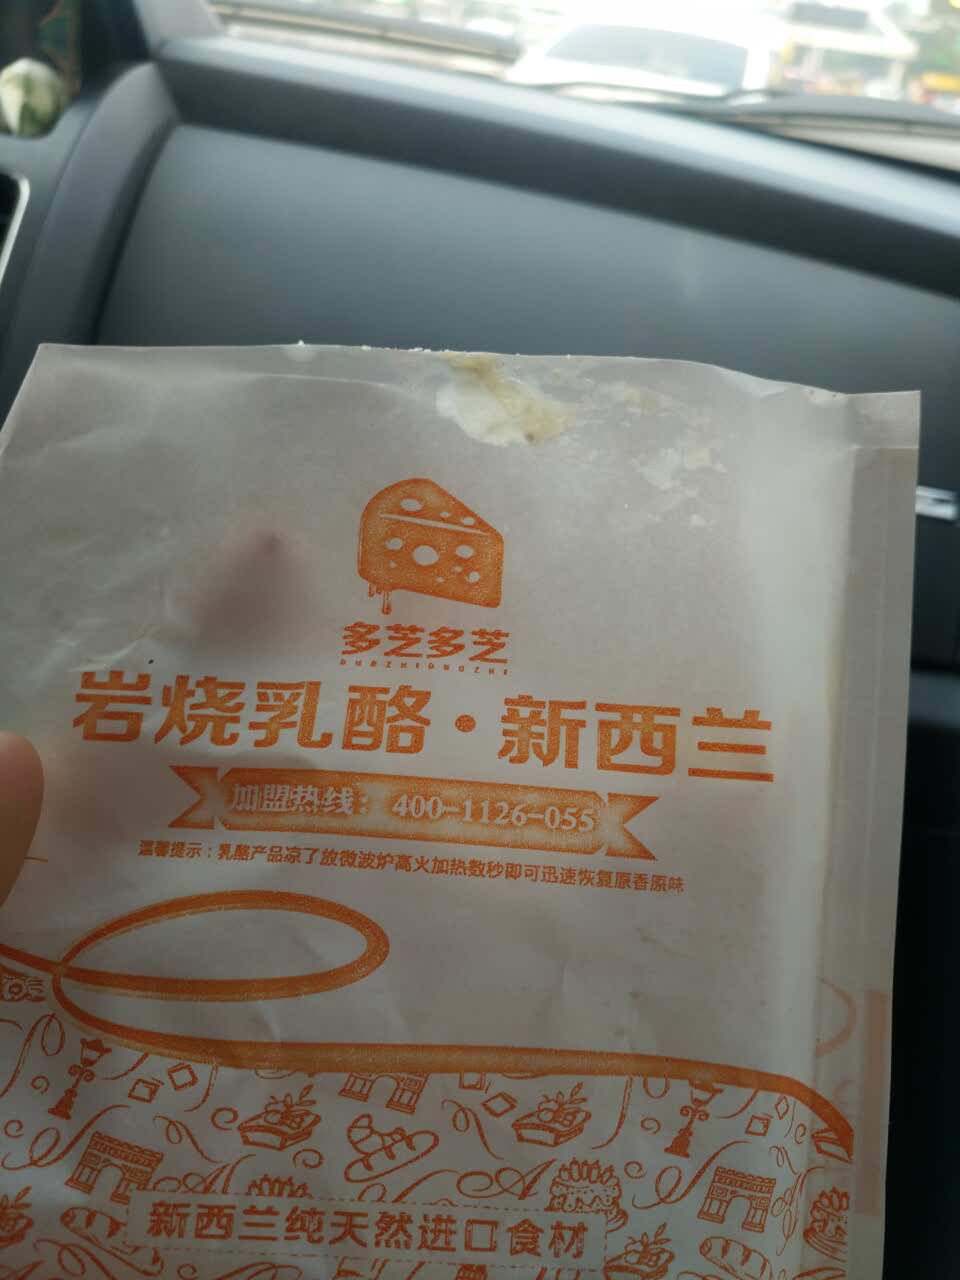 多芝多芝
DUOZHIDUOZHI
岩烧乳酪·新西兰
加盟热线：400-1126-055
温馨提示：乳酪产品凉了放微波炉高火加热数秒即可迅速恢复原香原味
新西兰纯天然进口食材